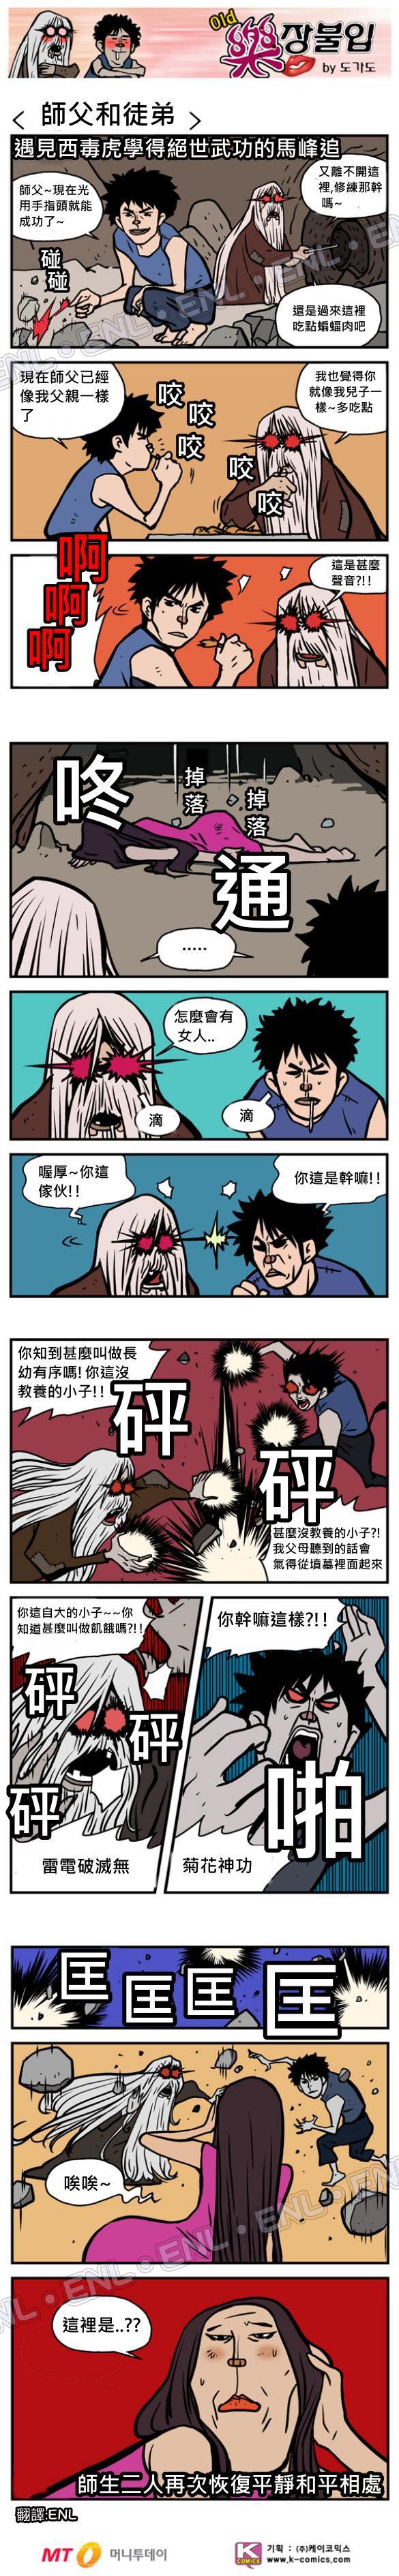 Old
樂장불입
by 도가도
< 師父和徒弟 >
遇見西毒虎學得絕世武功的馬峰追
師父~現在光
用手指頭就能
成功了~
又離不開這
裡,修練那幹
嗎~
碰
碰
還是過來這裡
吃點蝙蝠肉吧
現在師父已經
像我父親一樣
了
我也覺得你
就像我兒子一
樣~多吃點
咬
咬
咬
咬
咬
啊
啊
啊
這是甚麼
聲音?!!
咚
掉
落
掉
落
通
.....
怎麼會有
女人..
滴
滴
喔厚~你這
傢伙!!
你這是幹嘛!!
你知到甚麼叫做長
幼有序嗎!你這沒
教養的小子!!
砰
砰
甚麼沒教養的小子?!
我父母聽到的話會
氣得從墳墓裡面起來
你這自大的小子~~你
知道甚麼叫做飢餓嗎?!!
砰
砰
砰
雷電破滅無
你幹嘛這樣?!!
啪
菊花神功
匡
匡
匡
匡
唉唉~
這裡是..??
師生二人再次恢復平靜和平相處
翻譯:ENL
MT 머니투데이
K COMICS 기획 : (주)케이코믹스
www.k-comics.com